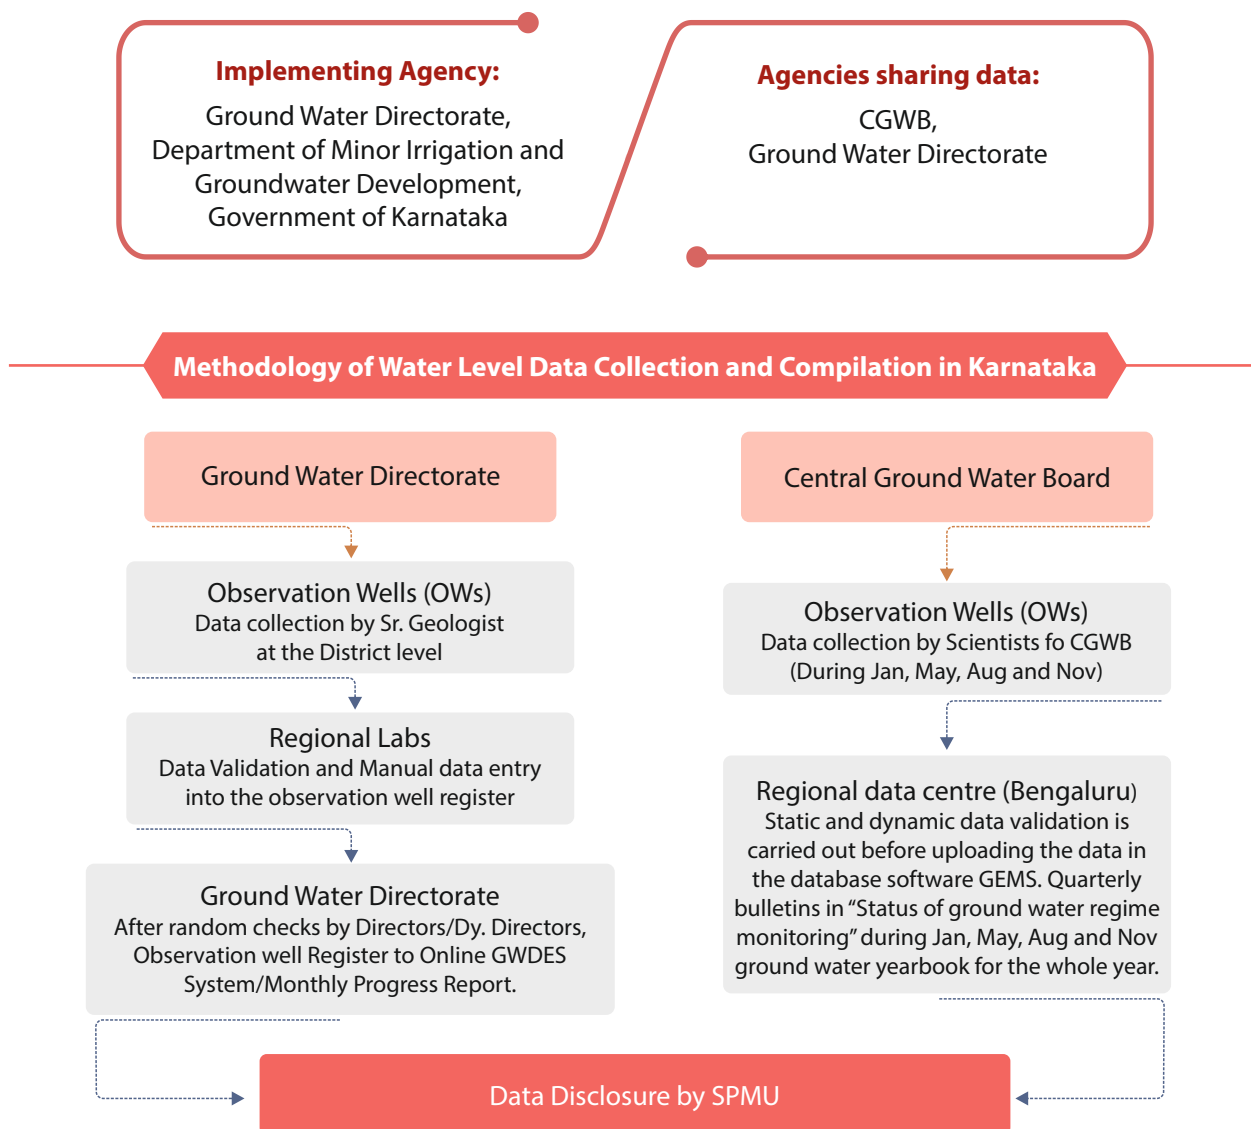 Implementing Agency:
Ground Water Directorate,
Department of Minor Irrigation and
Groundwater Development,
Government of Karnataka
Agencies sharing data:
CGWB,
Ground Water Directorate
Methodology of Water Level Data Collection and Compilation in Karnataka
Ground Water Directorate
Observation Wells (OWs)
Data collection by Sr. Geologist
at the District level
Regional Labs
Data Validation and Manual data entry
into the observation well register
Ground Water Directorate
After random checks by Directors/Dy. Directors,
Observation well Register to Online GWDES
System/Monthly Progress Report.
Central Ground Water Board
Observation Wells (OWs)
Data collection by Scientists fo CGWB
(During Jan, May, Aug and Nov)
Regional data centre (Bengaluru)
Static and dynamic data validation is
carried out before uploading the data in
the database software GEMS. Quarterly
bulletins in “Status of ground water regime
monitoring” during Jan, May, Aug and Nov
ground water yearbook for the whole year.
Data Disclosure by SPMU